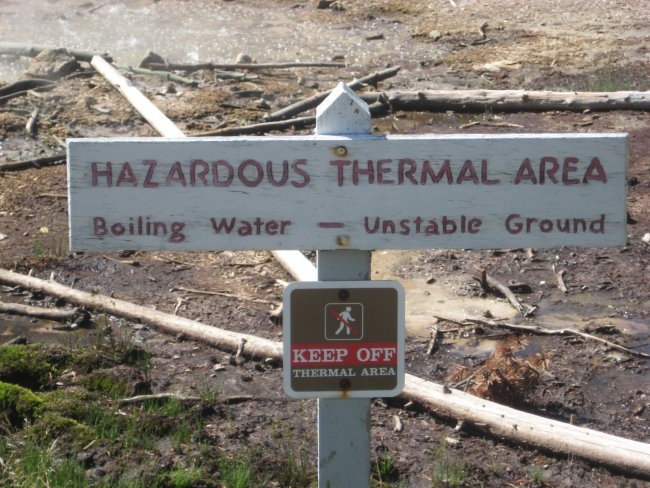 HAZARDOUS THERMAL AREA
Boiling Water — Unstable Ground
KEEP OFF
THERMAL AREA